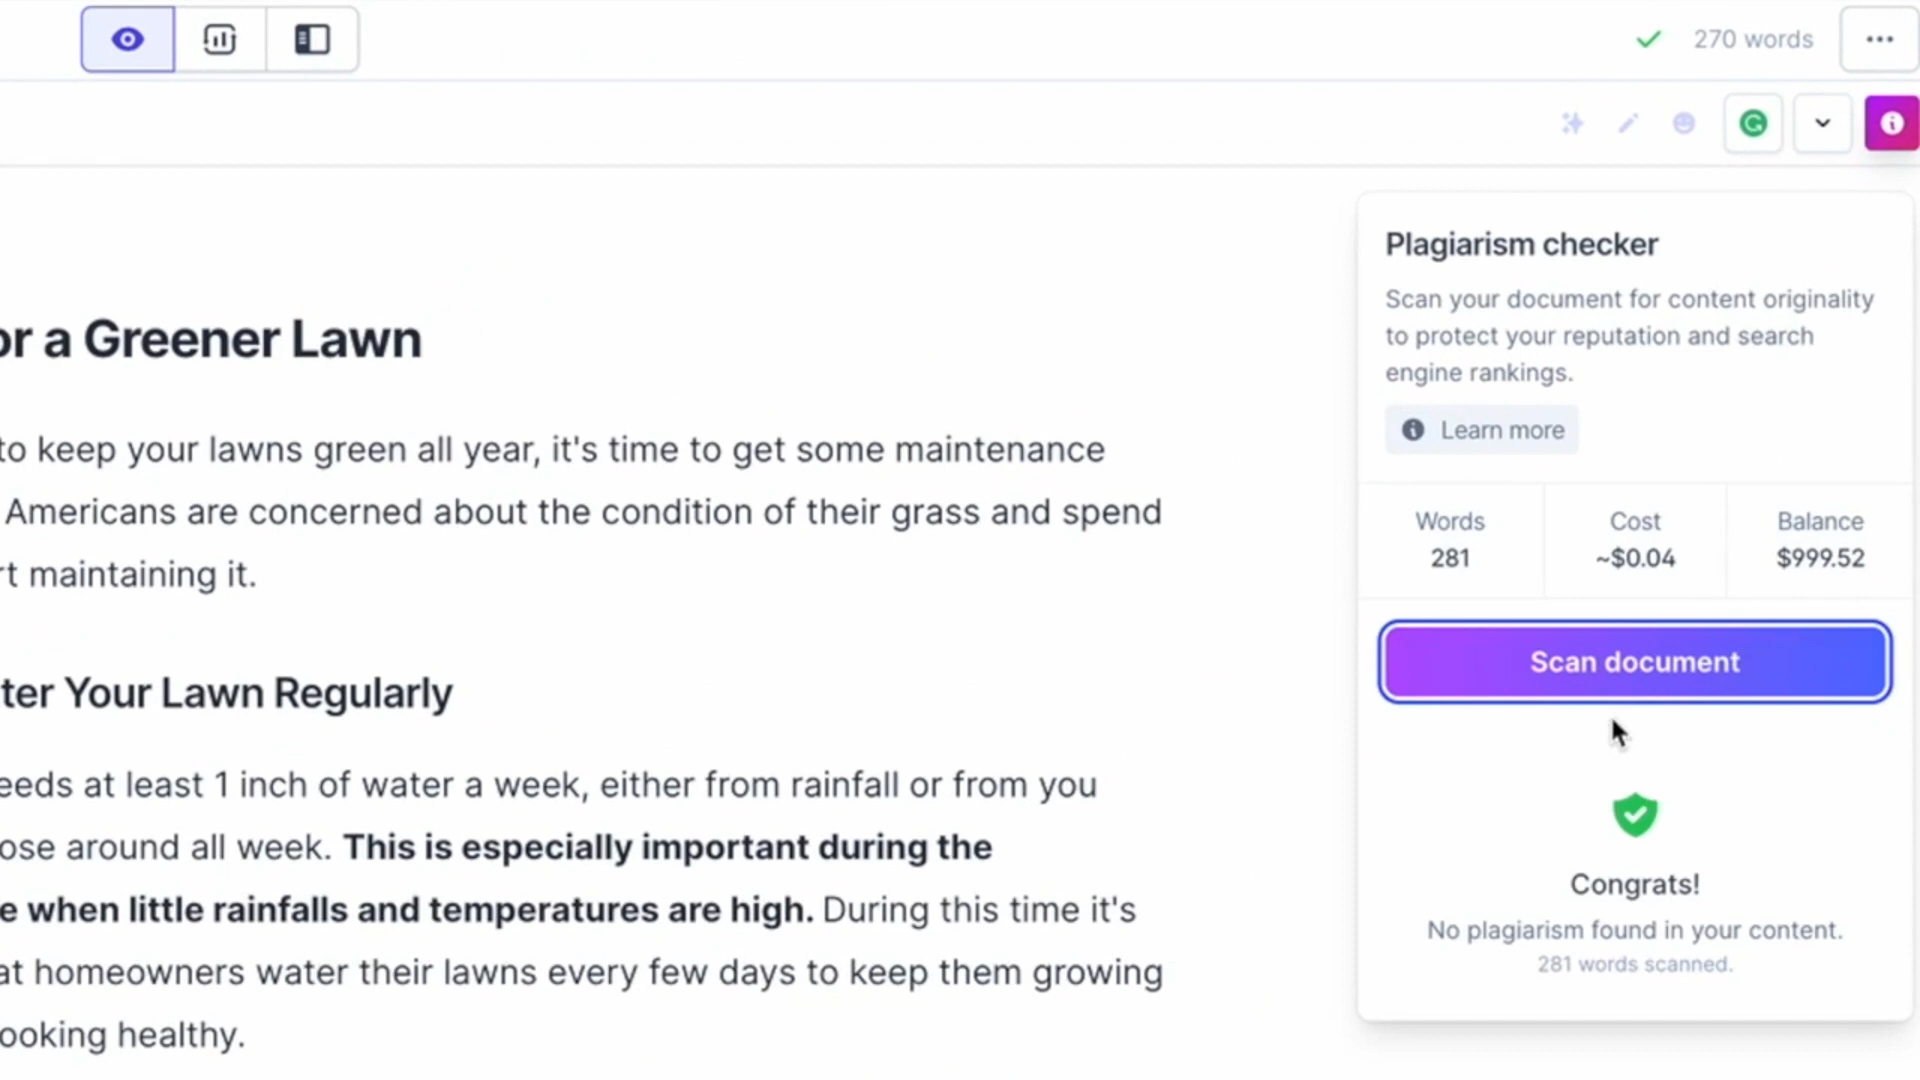 270 words
Plagiarism checker
Scan your document for content originality
to protect your reputation and search
engine rankings.
Learn more
Words
281
Cost
~$0.04
Balance
$999.52
Scan document
Congrats!
No plagiarism found in your content.
281 words scanned.
or a Greener Lawn
to keep your lawns green all year, it's time to get some maintenance
Americans are concerned about the condition of their grass and spend
rt maintaining it.
ter Your Lawn Regularly
eeds at least 1 inch of water a week, either from rainfall or from you
ose around all week. This is especially important during the
e when little rainfalls and temperatures are high. During this time it's
at homeowners water their lawns every few days to keep them growing
ooking healthy.